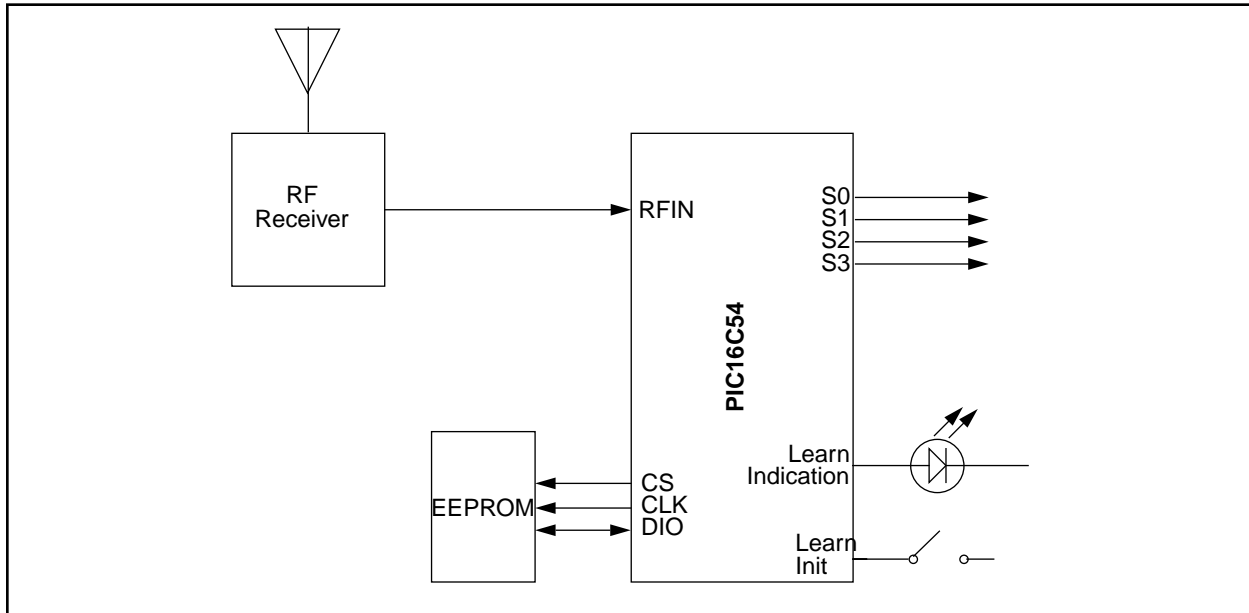 RF
Receiver
RFIN
S0
S1
S2
S3
PIC16C54
EEPROM
CS
CLK
DIO
Learn
Indication
Learn
Init